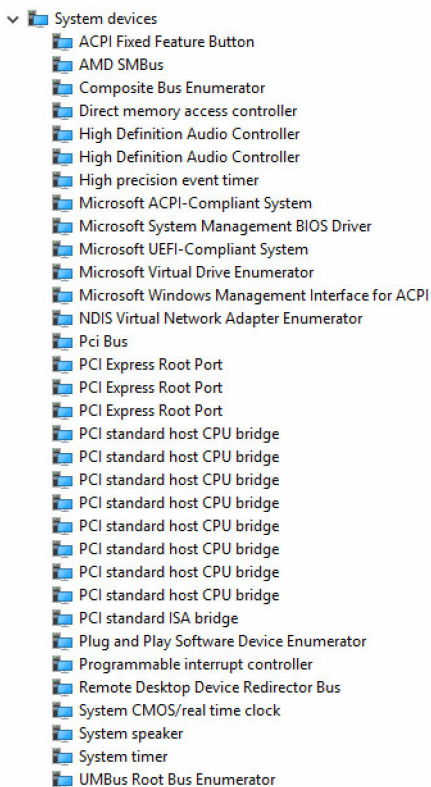 System devices
ACPI Fixed Feature Button
AMD SMBus
Composite Bus Enumerator
Direct memory access controller
High Definition Audio Controller
High Definition Audio Controller
High precision event timer
Microsoft ACPI-Compliant System
Microsoft System Management BIOS Driver
Microsoft UEFI-Compliant System
Microsoft Virtual Drive Enumerator
Microsoft Windows Management Interface for ACPI
NDIS Virtual Network Adapter Enumerator
Pci Bus
PCI Express Root Port
PCI Express Root Port
PCI Express Root Port
PCI standard host CPU bridge
PCI standard host CPU bridge
PCI standard host CPU bridge
PCI standard host CPU bridge
PCI standard host CPU bridge
PCI standard host CPU bridge
PCI standard host CPU bridge
PCI standard host CPU bridge
PCI standard ISA bridge
Plug and Play Software Device Enumerator
Programmable interrupt controller
Remote Desktop Device Redirector Bus
System CMOS/real time clock
System speaker
System timer
UMBus Root Bus Enumerator